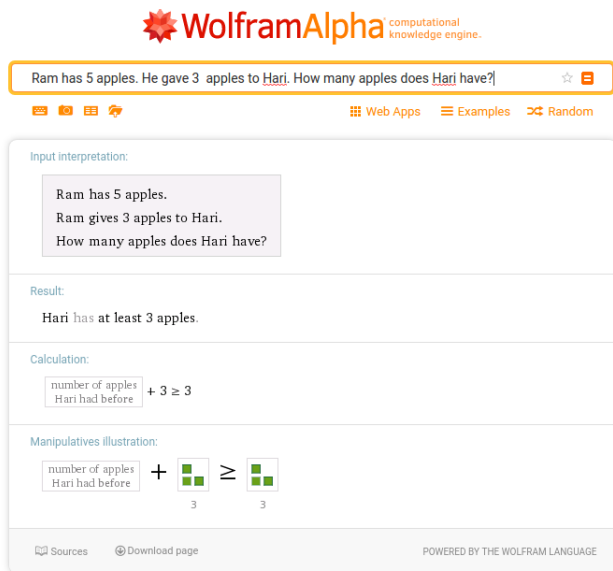 WolframAlpha computational
knowledge engine.
Ram has 5 apples. He gave 3  apples to Hari. How many apples does Hari have?
Web Apps Examples Random
Input interpretation:
Ram has 5 apples.
Ram gives 3 apples to Hari.
How many apples does Hari have?
Result:
Hari has at least 3 apples.
Calculation:
number of apples
Hari had before + 3 ≥ 3
Manipulatives illustration:
number of apples
Hari had before + ≥
3 3
Sources Download page POWERED BY THE WOLFRAM LANGUAGE